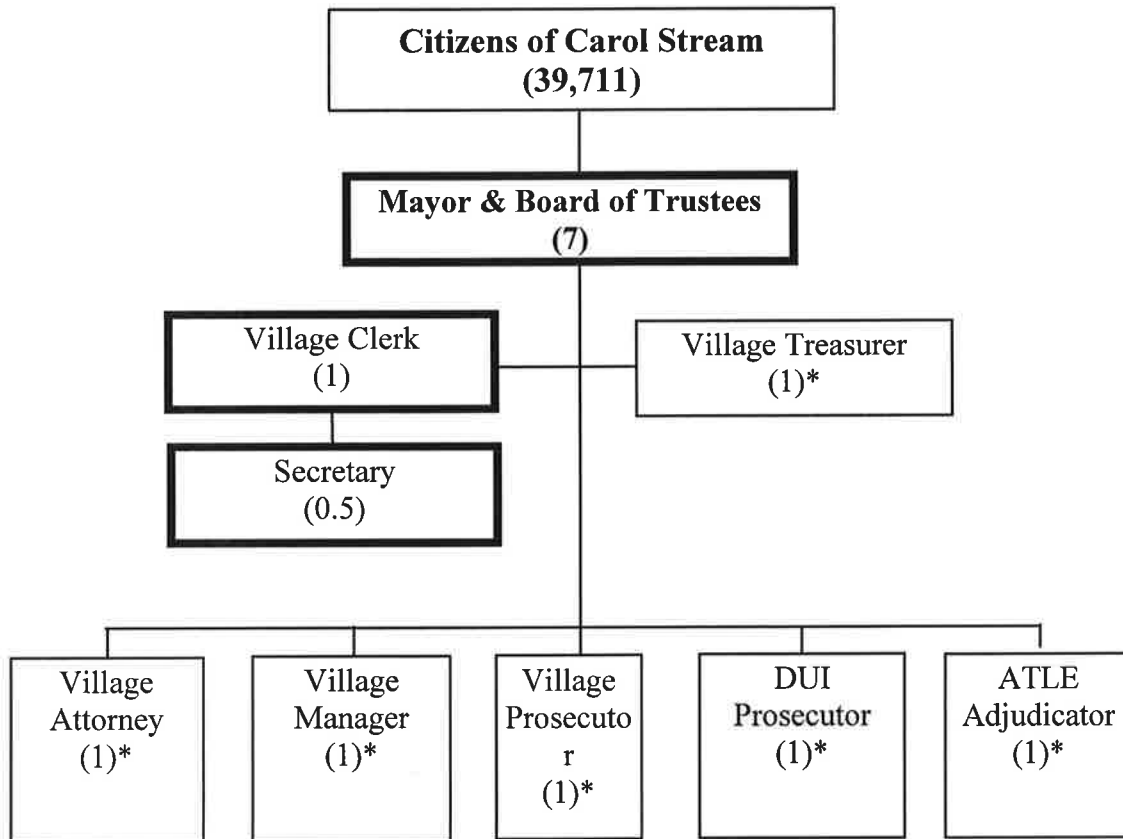 Citizens of Carol Stream
(39,711)
Mayor & Board of Trustees
(7)
Village Clerk
(1)
Village Treasurer
(1)*
Secretary
(0.5)
Village
Attorney
(1)*
Village
Manager
(1)*
Village
Prosecuto
r
(1)*
DUI
Prosecutor
(1)*
ATLE
Adjudicator
(1)*